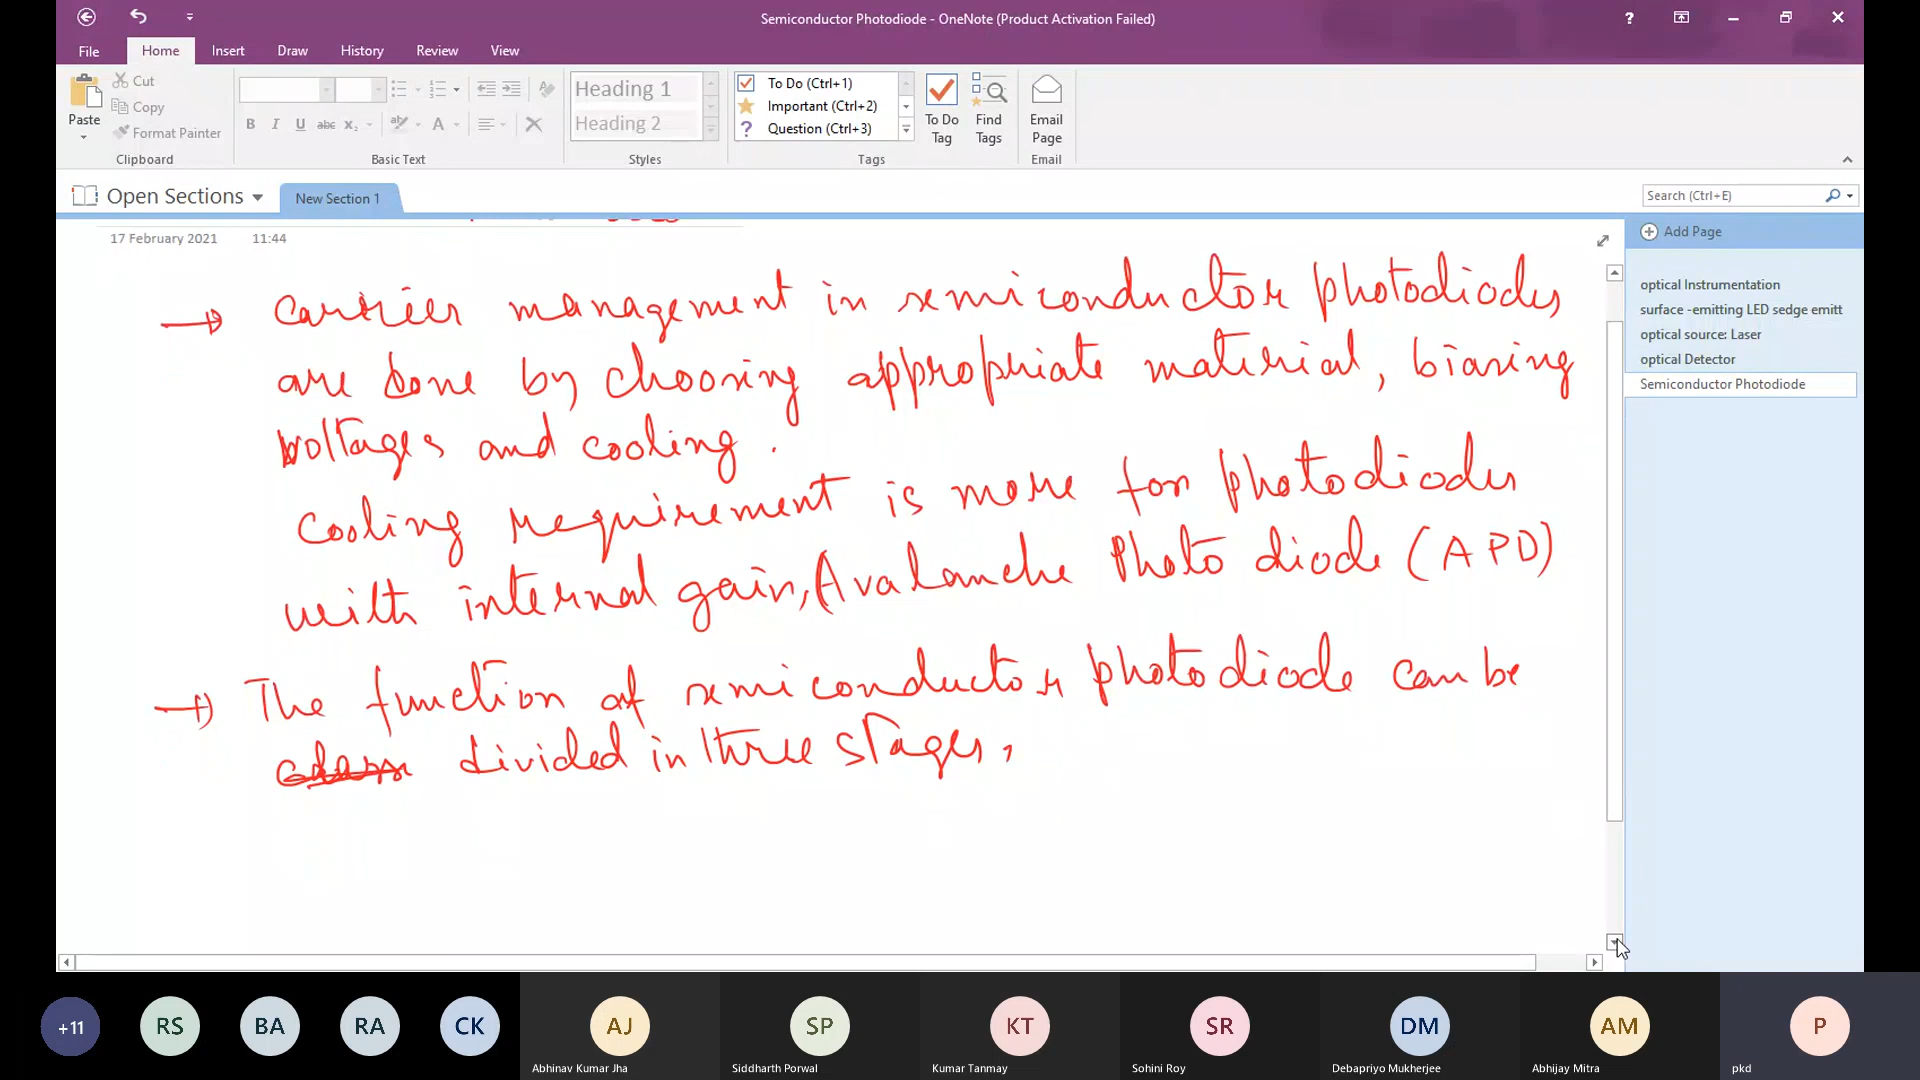 Semiconductor Photodiode - OneNote (Product Activation Failed)
?
File Home Insert Draw History Review View
Paste
Cut
Copy
Format Painter
Clipboard
B I U abc x₂ ab A
Basic Text
Heading 1
Heading 2
Styles
To Do (Ctrl+1)
Important (Ctrl+2)
? Question (Ctrl+3)
To Do
Tag
Find
Tags
Tags
Email
Page
Email
Open Sections
New Section 1
Search (Ctrl+E)
17 February 2021 11:44
Add Page
optical Instrumentation
surface -emitting LED sedge emitt
optical source: Laser
optical Detector
Semiconductor Photodiode
→ Carrier management in semiconductor photodiodes
are done by choosing appropriate material, biasing
voltages and cooling.
Cooling requirement is more for photodiodes
with internal gain, Avalanche Photo diode (APD)
→ The function of semiconductor photodiode can be
divided in three stages,
+11 RS BA RA CK AJ SP KT SR DM AM P
Abhinav Kumar Jha Siddharth Porwal Kumar Tanmay Sohini Roy Debapriyo Mukherjee Abhijay Mitra pkd